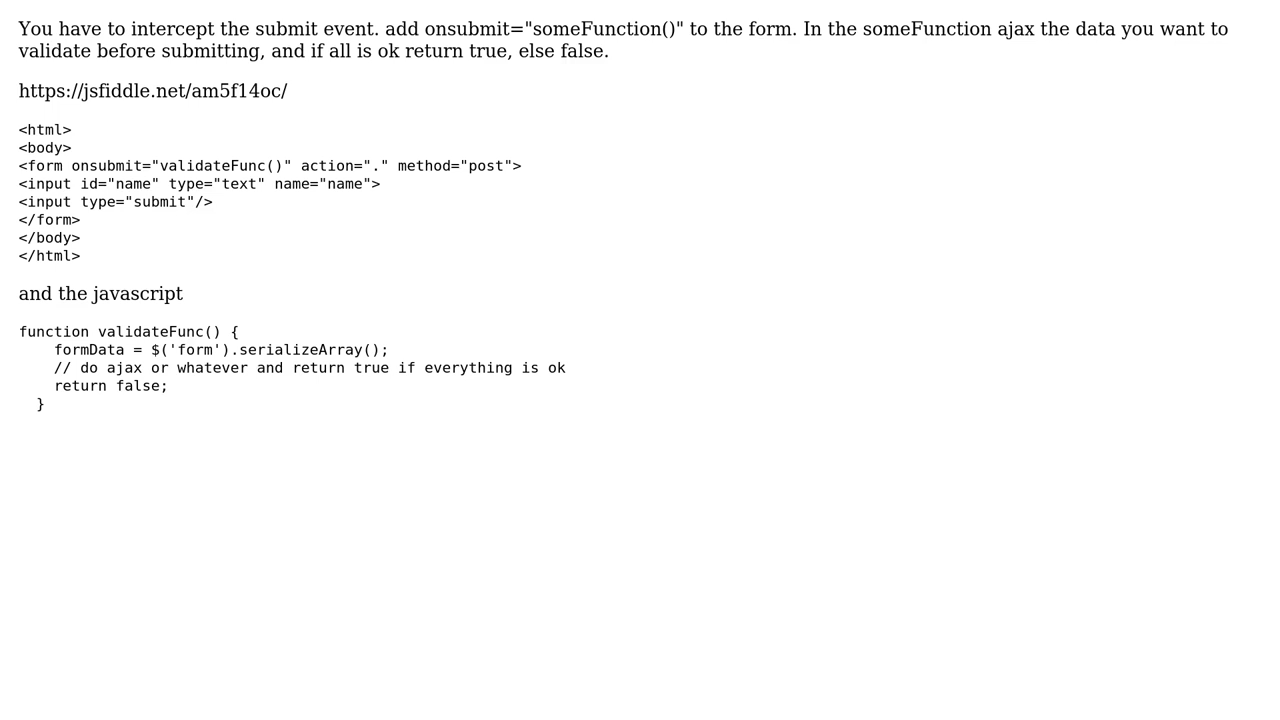 You have to intercept the submit event. add onsubmit="someFunction()" to the form. In the someFunction ajax the data you want to
validate before submitting, and if all is ok return true, else false.
https://jsfiddle.net/am5f14oc/
<html>
<body>
<form onsubmit="validateFunc()" action="." method="post">
<input id="name" type="text" name="name">
<input type="submit"/>
</form>
</body>
</html>
and the javascript
function validateFunc() {
    formData = $('form').serializeArray();
    // do ajax or whatever and return true if everything is ok
    return false;
  }